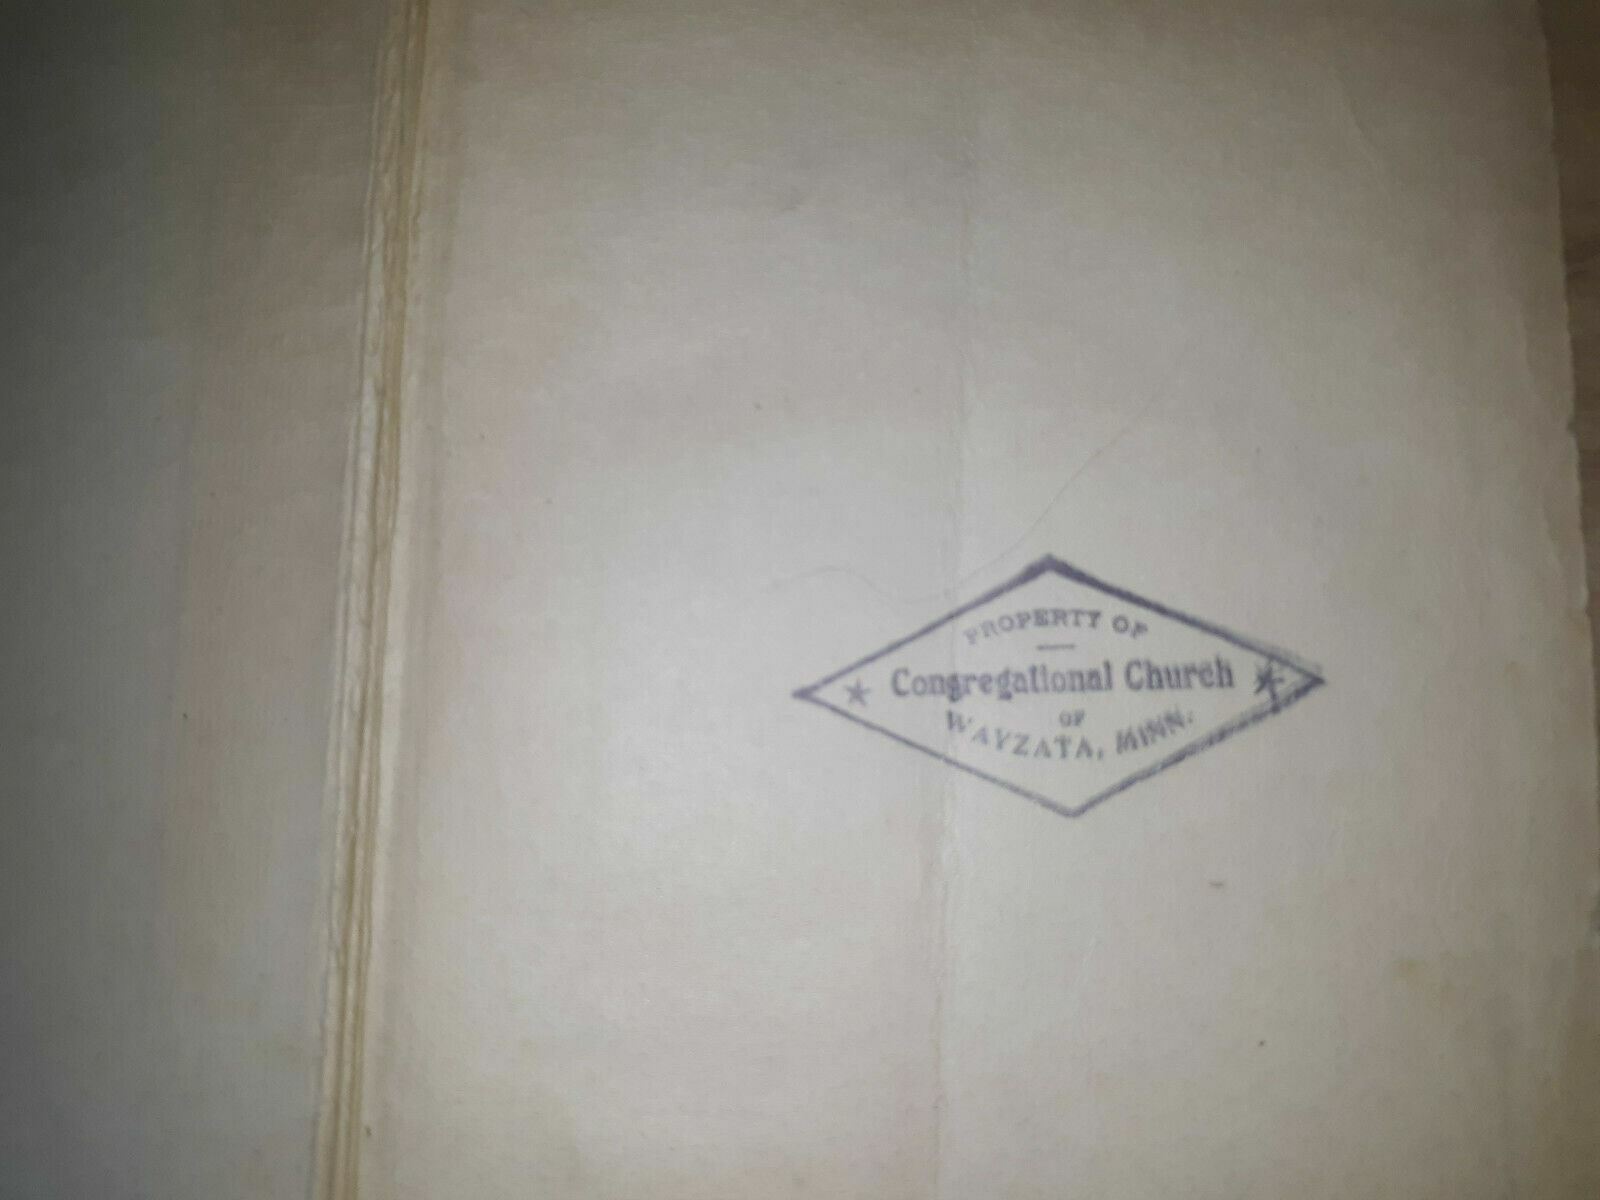 PROPERTY OF
Congregational Church
OF
WAYZATA, MINN.